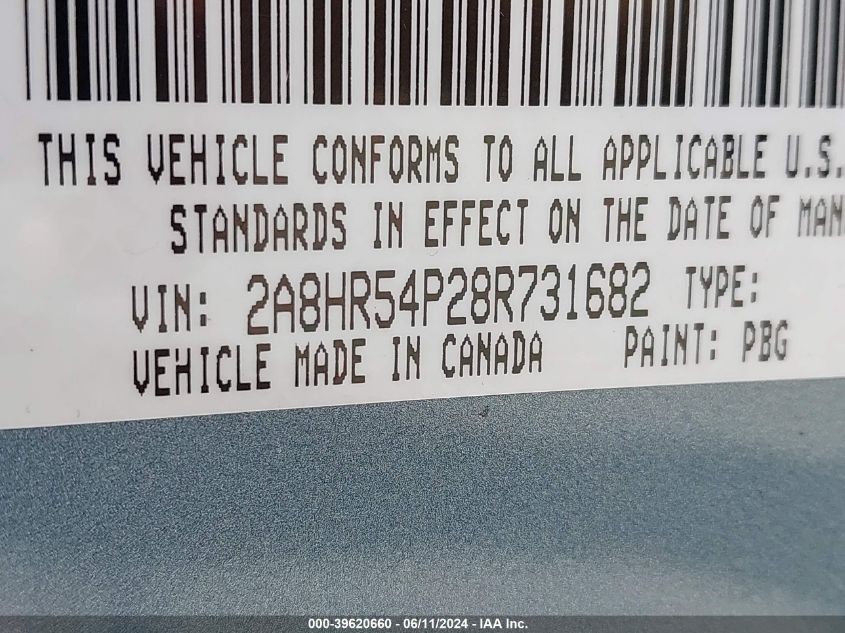 THIS VEHICLE CONFORMS TO ALL APPLICABLE U.S.
STANDARDS IN EFFECT ON THE DATE OF MAN
VIN: 2A8HR54P28R731682 TYPE:
VEHICLE MADE IN CANADA PAINT: PBG
000-39620660 - 06/11/2024 - IAA Inc.